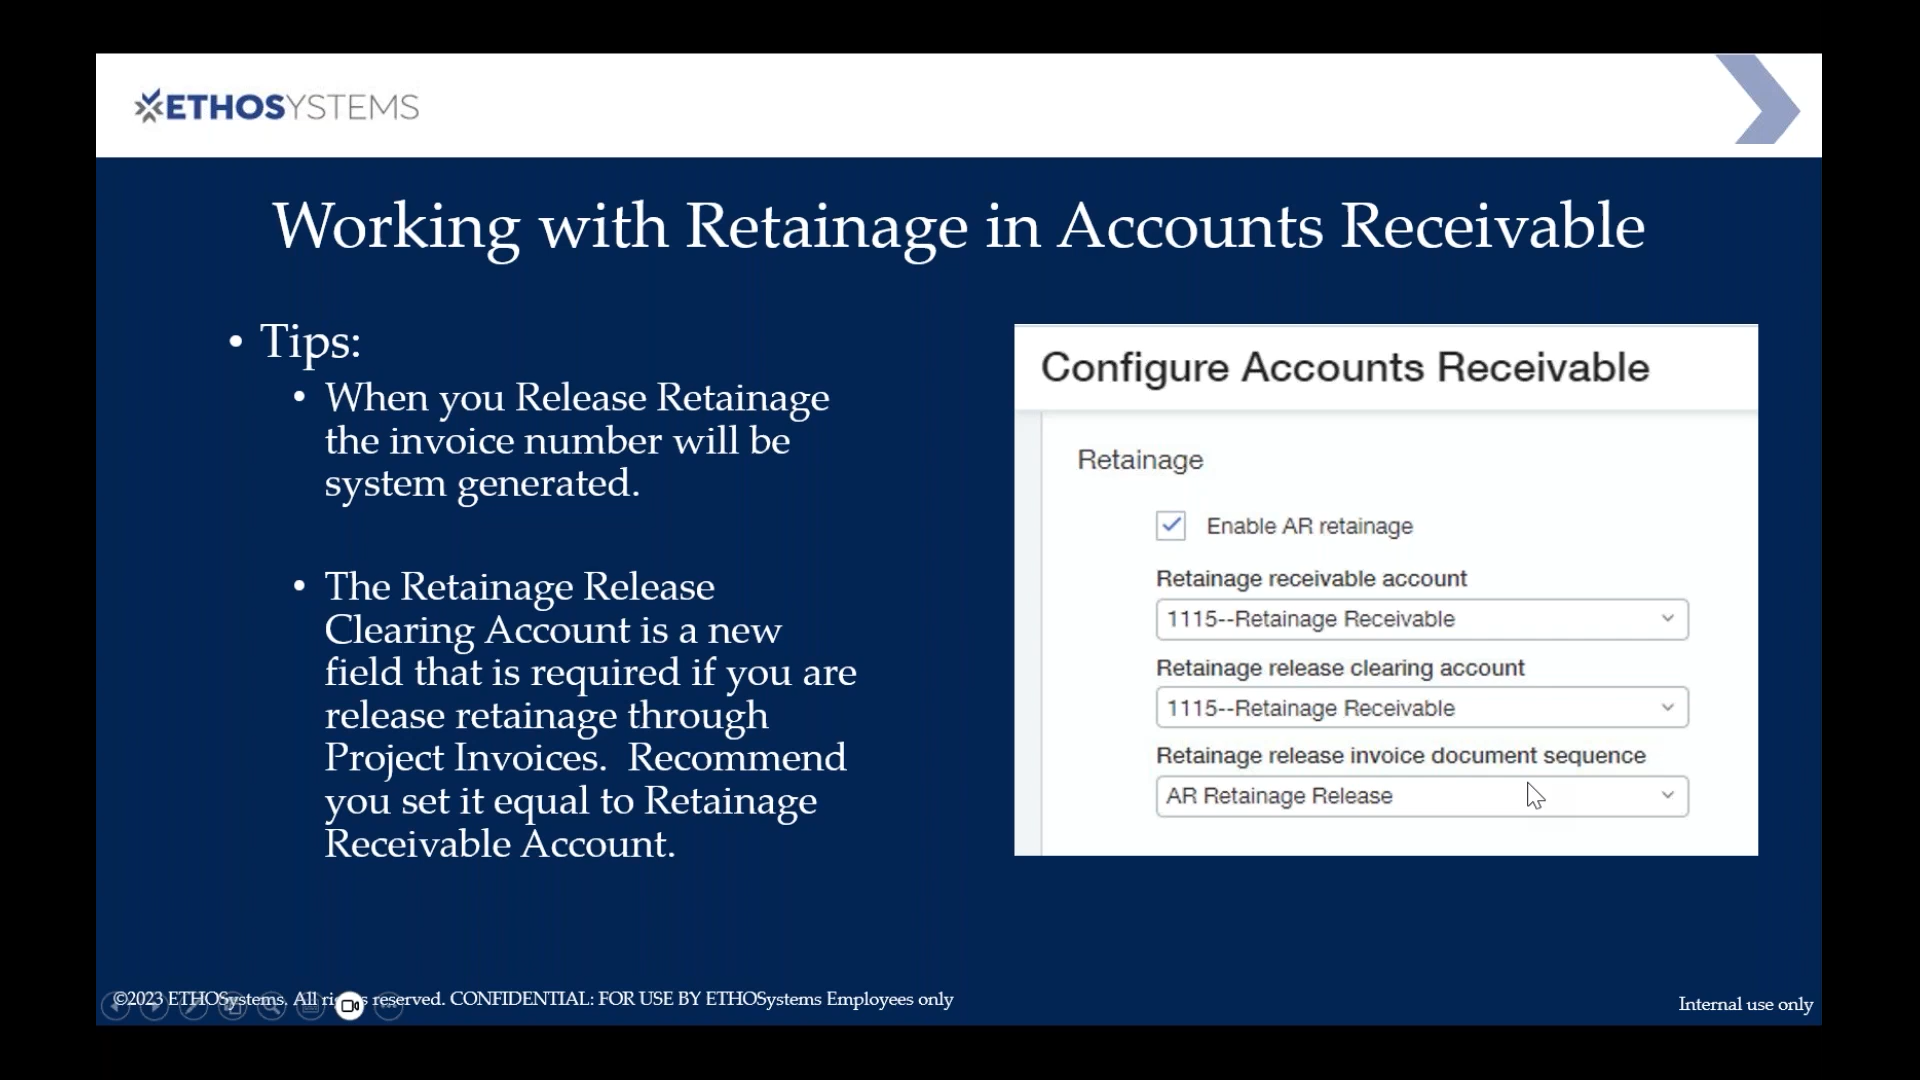 ETHOSYSTEMS
Working with Retainage in Accounts Receivable
• Tips:
• When you Release Retainage
the invoice number will be
system generated.
• The Retainage Release
Clearing Account is a new
field that is required if you are
release retainage through
Project Invoices.  Recommend
you set it equal to Retainage
Receivable Account.
Configure Accounts Receivable
Retainage
Enable AR retainage
Retainage receivable account
1115--Retainage Receivable
Retainage release clearing account
1115--Retainage Receivable
Retainage release invoice document sequence
AR Retainage Release
©2023 ETHOSystems. All rights reserved. CONFIDENTIAL: FOR USE BY ETHOSystems Employees only
Internal use only